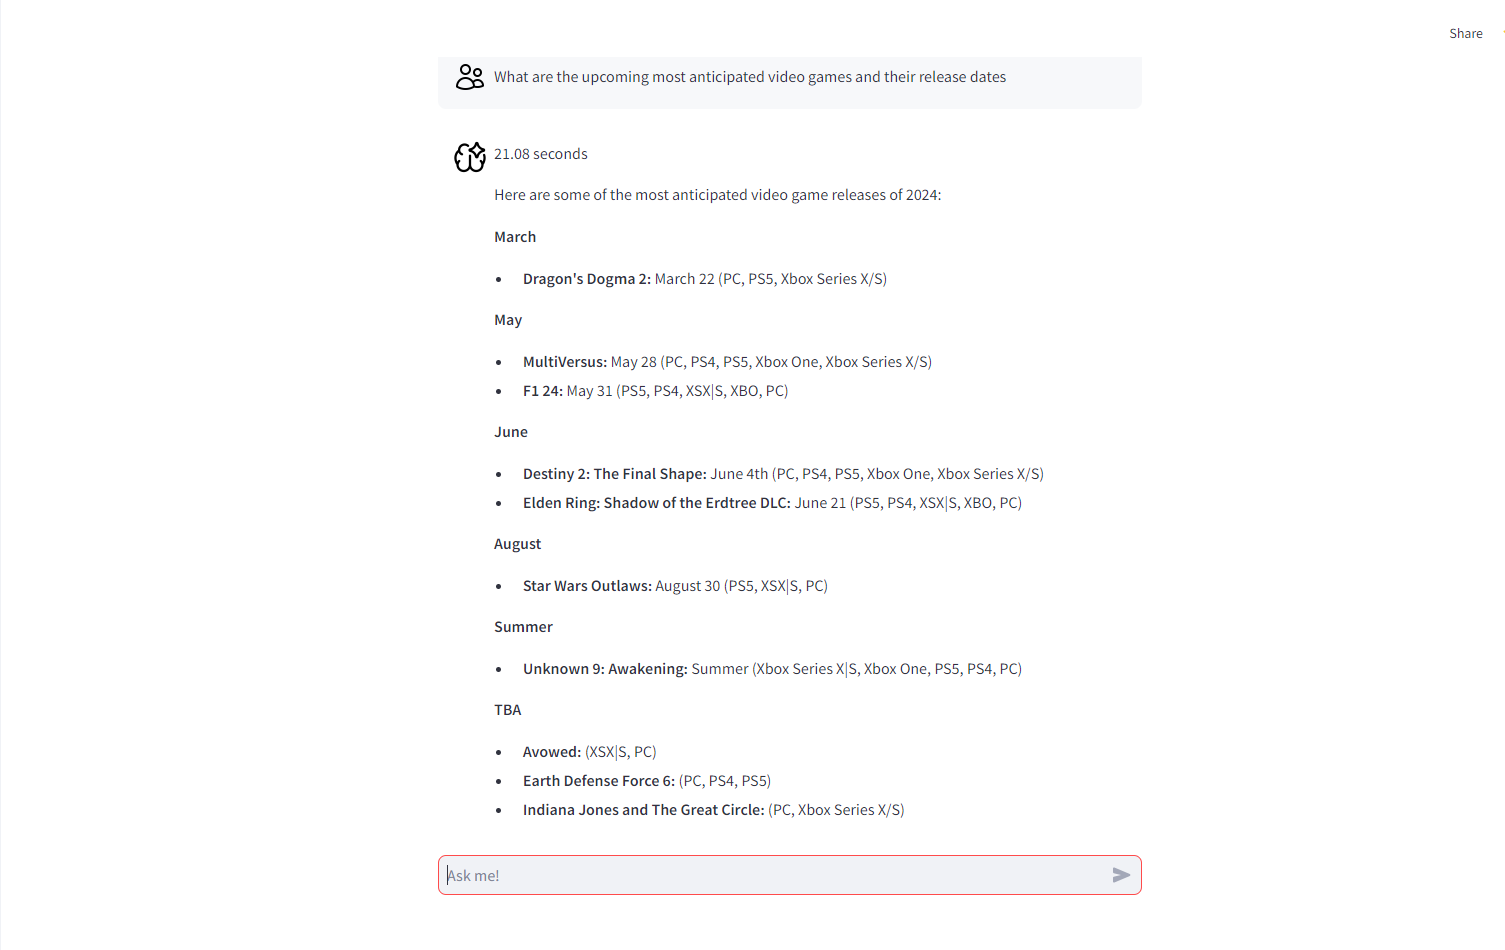 Share
What are the upcoming most anticipated video games and their release dates
21.08 seconds
Here are some of the most anticipated video game releases of 2024:
March
• Dragon's Dogma 2: March 22 (PC, PS5, Xbox Series X/S)
May
• MultiVersus: May 28 (PC, PS4, PS5, Xbox One, Xbox Series X/S)
• F1 24: May 31 (PS5, PS4, XSX|S, XBO, PC)
June
• Destiny 2: The Final Shape: June 4th (PC, PS4, PS5, Xbox One, Xbox Series X/S)
• Elden Ring: Shadow of the Erdtree DLC: June 21 (PS5, PS4, XSX|S, XBO, PC)
August
• Star Wars Outlaws: August 30 (PS5, XSX|S, PC)
Summer
• Unknown 9: Awakening: Summer (Xbox Series X|S, Xbox One, PS5, PS4, PC)
TBA
• Avowed: (XSX|S, PC)
• Earth Defense Force 6: (PC, PS4, PS5)
• Indiana Jones and The Great Circle: (PC, Xbox Series X/S)
Ask me!